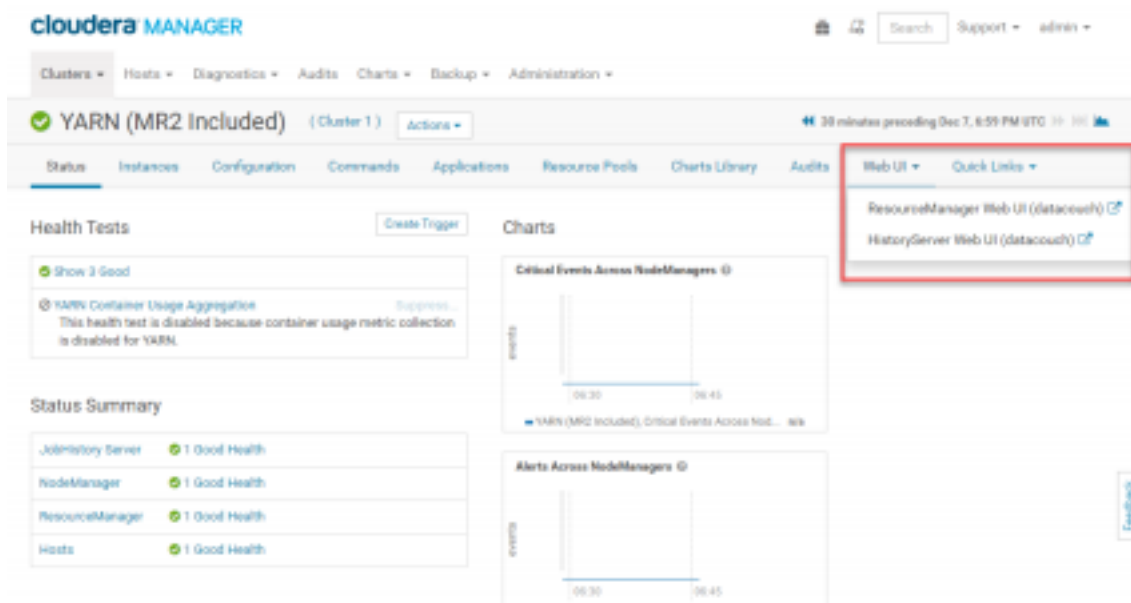 cloudera MANAGER
Search Support admin
Clusters Hosts Diagnostics Audits Charts Backup Administration
YARN (MR2 Included) (Cluster 1) Actions
30 minutes preceding Dec 7, 6:59 PM UTC
Status Instances Configuration Commands Applications Resource Pools Charts Library Audits Web UI Quick Links
ResourceManager Web UI (datacouch)
HistoryServer Web UI (datacouch)
Health Tests Create Trigger
Show 3 Good
YARN Container Usage Aggregation Suppress...
This health test is disabled because container usage metric collection
is disabled for YARN.
Status Summary
JobHistory Server 1 Good Health
NodeManager 1 Good Health
ResourceManager 1 Good Health
Hosts 1 Good Health
Charts
Critical Events Across NodeManagers
events
06:30 06:45
YARN (MR2 Included), Critical Events Across Nod... n/a
Alerts Across NodeManagers
events
06:30 06:45
Feedback